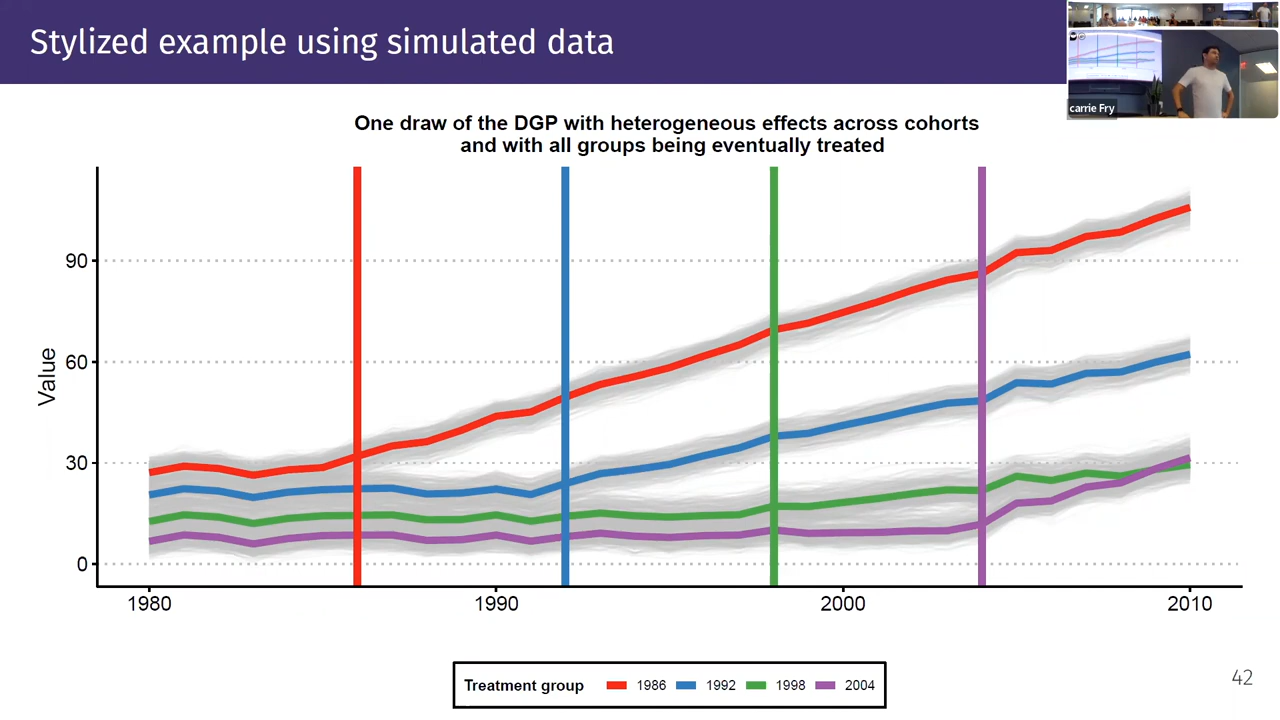 Stylized example using simulated data
carrie Fry
One draw of the DGP with heterogeneous effects across cohorts
and with all groups being eventually treated
Value
90
60
30
0
1980
1990
2000
2010
Treatment group
1986
1992
1998
2004
42